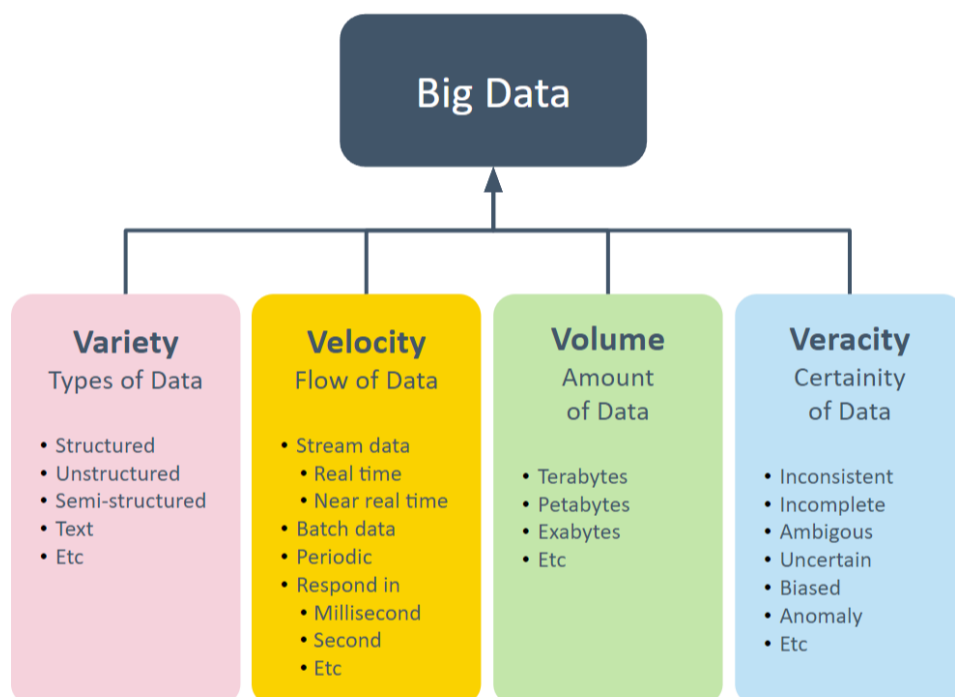 Big Data
Variety
Types of Data
• Structured
• Unstructured
• Semi-structured
• Text
• Etc
Velocity
Flow of Data
• Stream data
• Real time
• Near real time
• Batch data
• Periodic
• Respond in
• Millisecond
• Second
• Etc
Volume
Amount
of Data
• Terabytes
• Petabytes
• Exabytes
• Etc
Veracity
Certainity
of Data
• Inconsistent
• Incomplete
• Ambigous
• Uncertain
• Biased
• Anomaly
• Etc